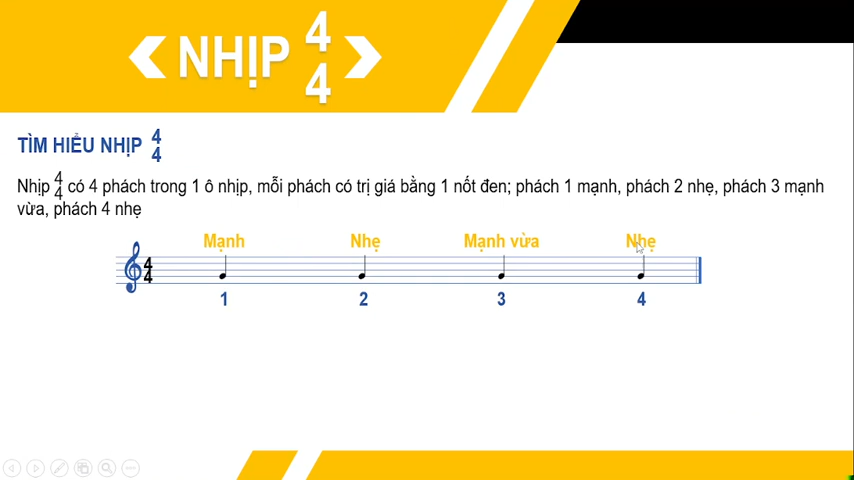 NHỊP 4/4
TÌM HIỂU NHỊP 4/4
Nhịp 4/4 có 4 phách trong 1 ô nhịp, mỗi phách có trị giá bằng 1 nốt đen; phách 1 mạnh, phách 2 nhẹ, phách 3 mạnh
vừa, phách 4 nhẹ
Mạnh Nhẹ Mạnh vừa Nhẹ
4/4
1 2 3 4